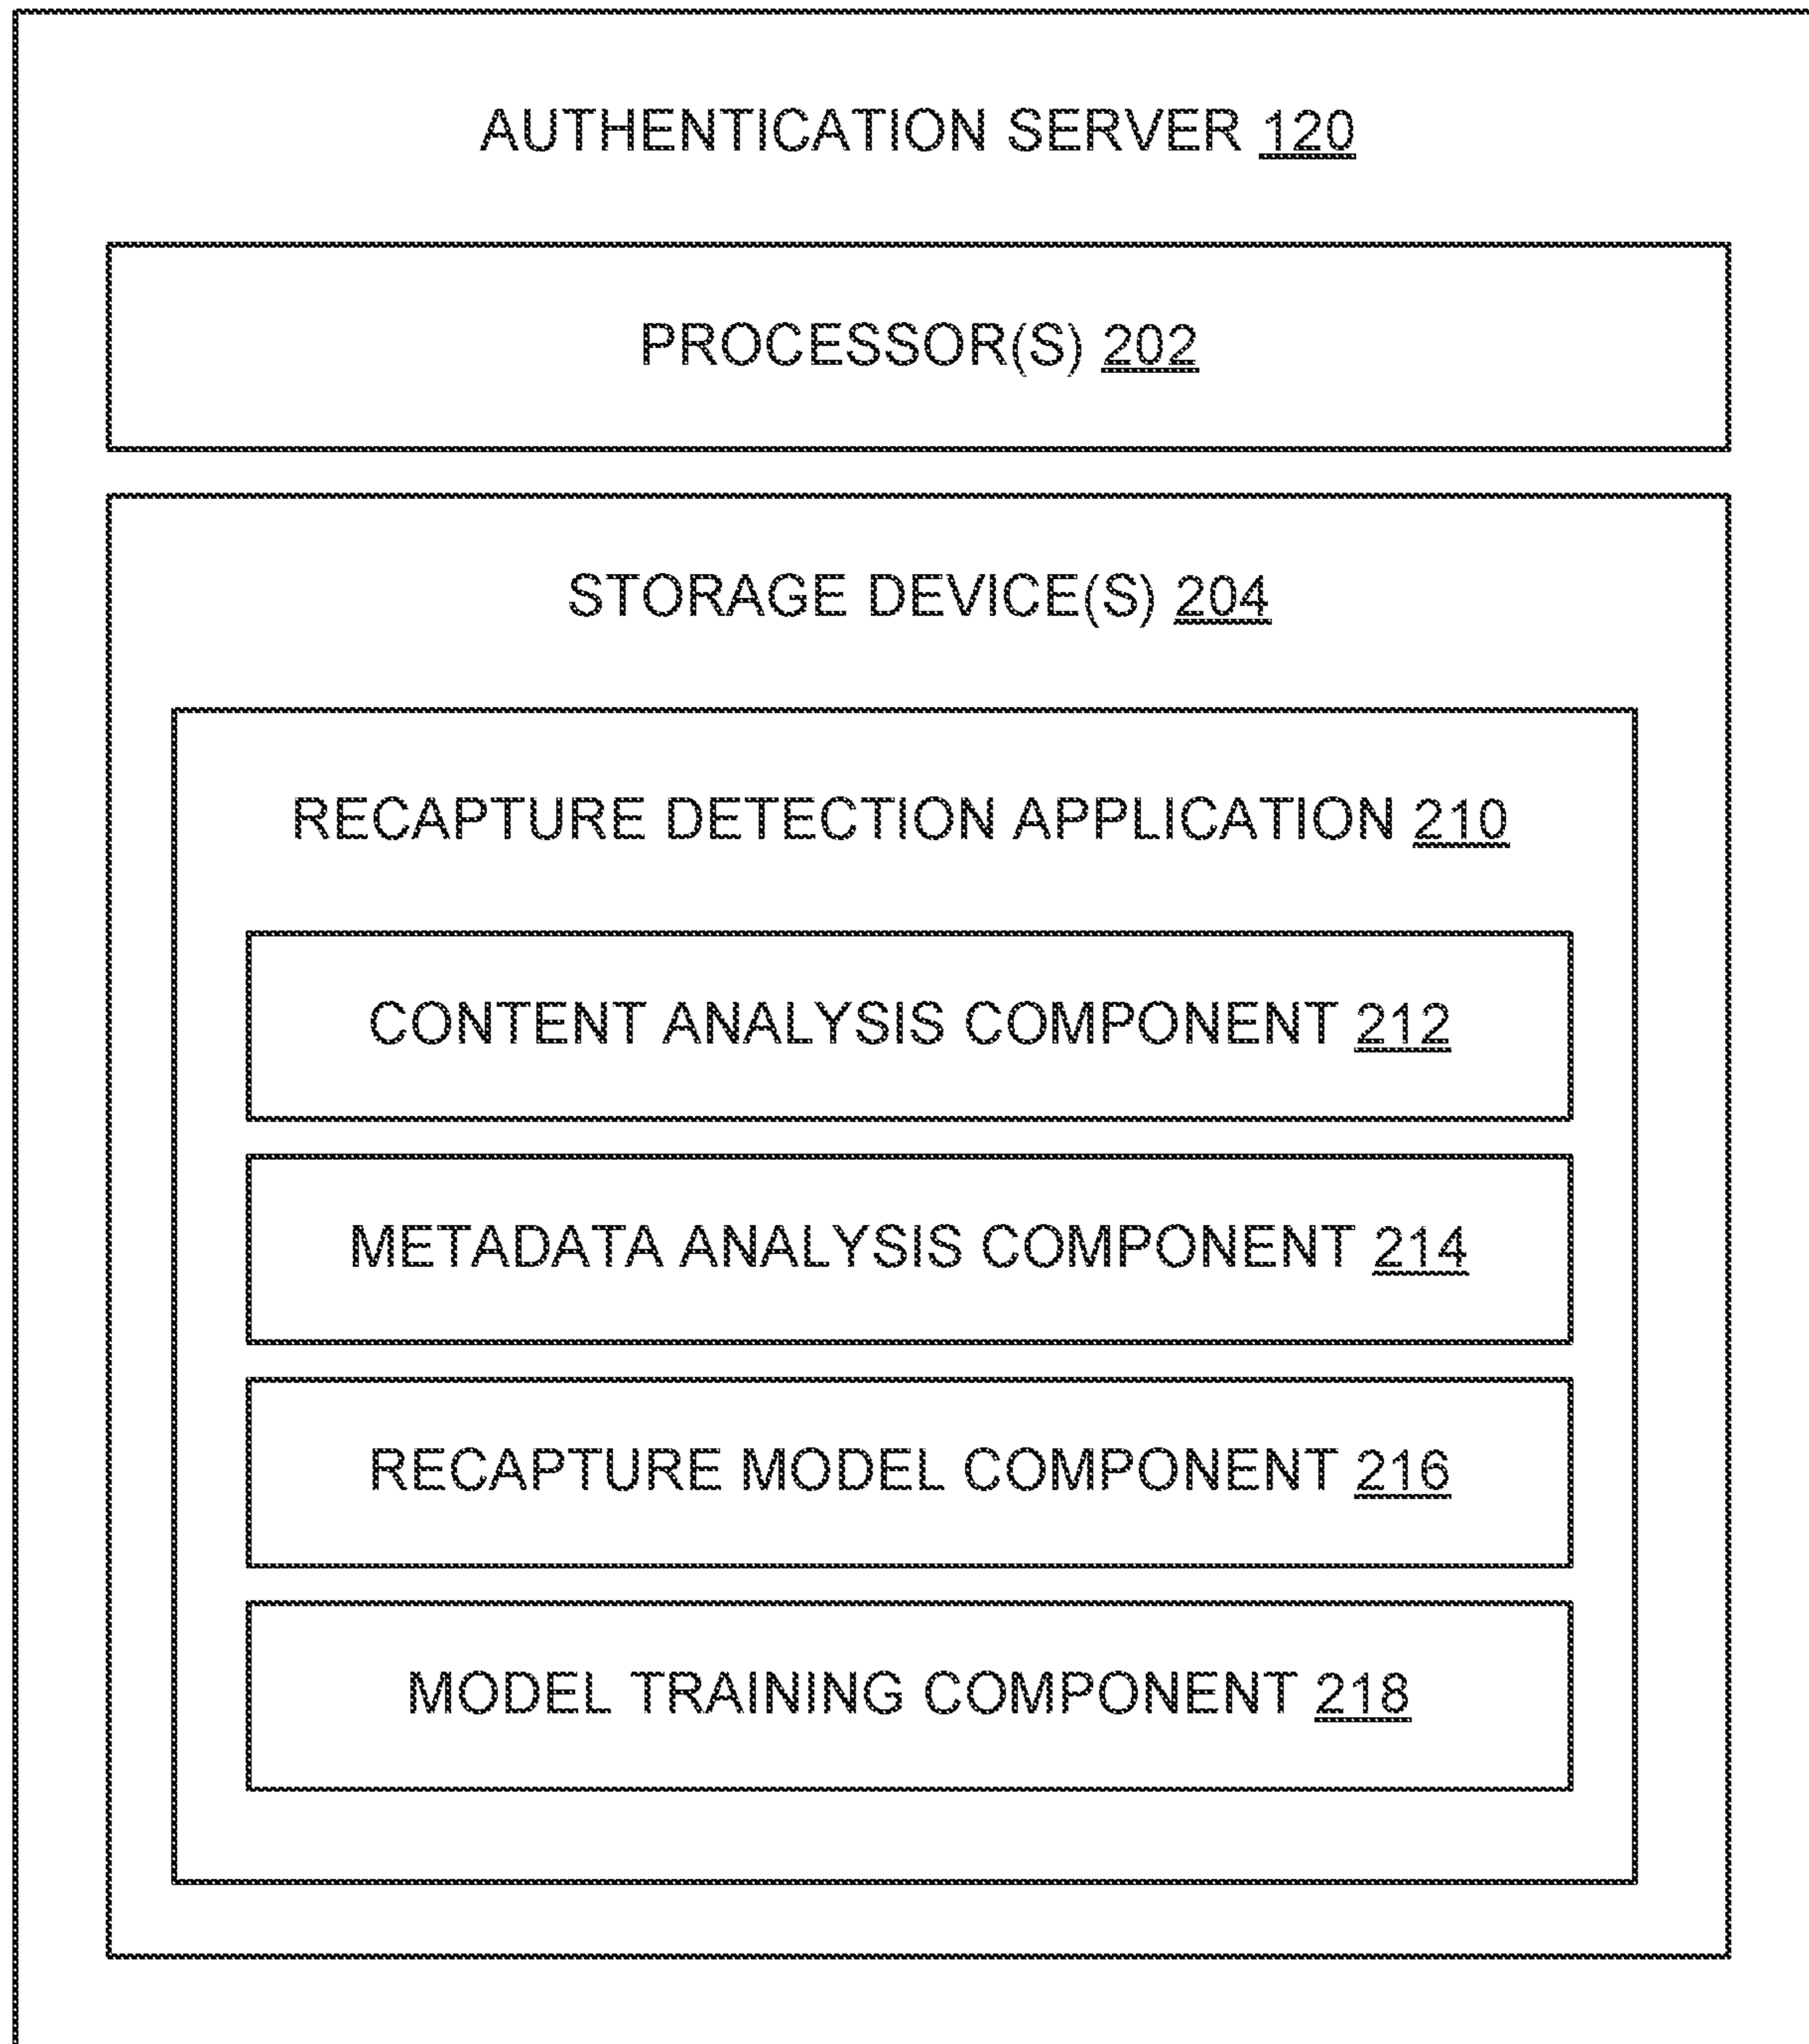 AUTHENTICATION SERVER 120
PROCESSOR(S) 202
STORAGE DEVICE(S) 204
RECAPTURE DETECTION APPLICATION 210
CONTENT ANALYSIS COMPONENT 212
METADATA ANALYSIS COMPONENT 214
RECAPTURE MODEL COMPONENT 216
MODEL TRAINING COMPONENT 218